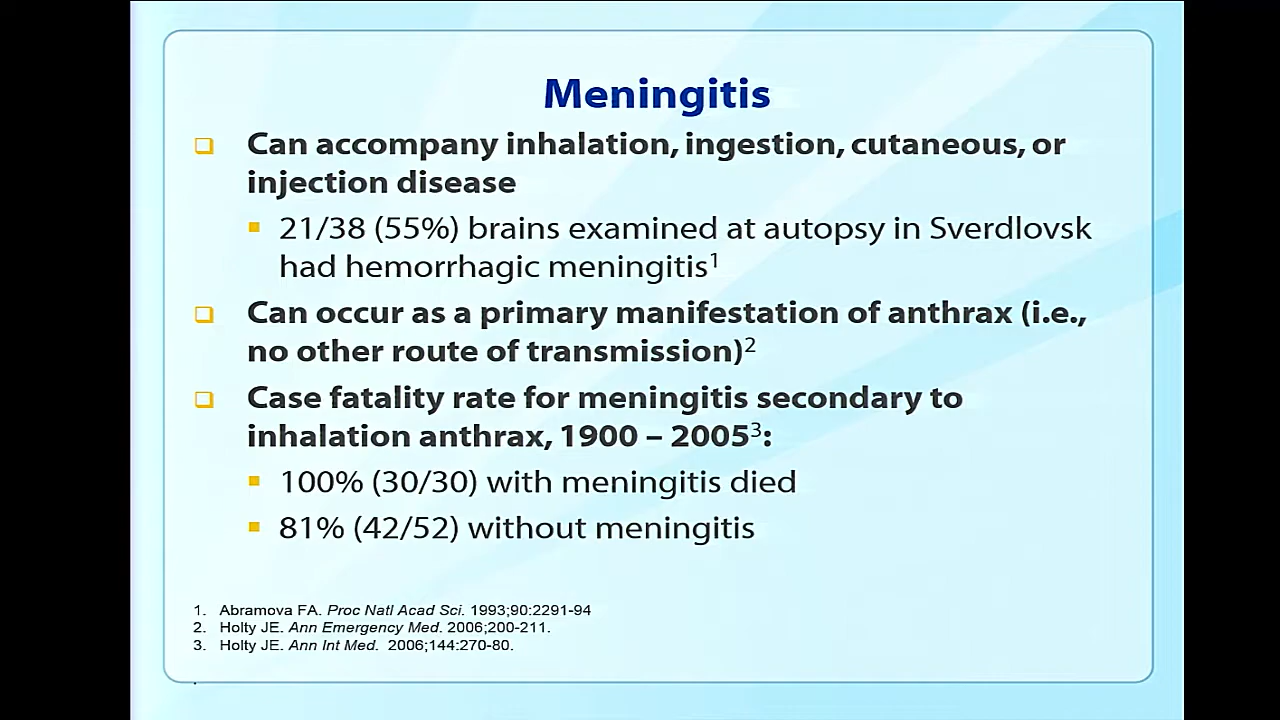 Meningitis
Can accompany inhalation, ingestion, cutaneous, or
injection disease
21/38 (55%) brains examined at autopsy in Sverdlovsk
had hemorrhagic meningitis¹
Can occur as a primary manifestation of anthrax (i.e.,
no other route of transmission)²
Case fatality rate for meningitis secondary to
inhalation anthrax, 1900 – 2005³:
100% (30/30) with meningitis died
81% (42/52) without meningitis
1. Abramova FA. Proc Natl Acad Sci. 1993;90:2291-94
2. Holty JE. Ann Emergency Med. 2006;200-211.
3. Holty JE. Ann Int Med. 2006;144:270-80.